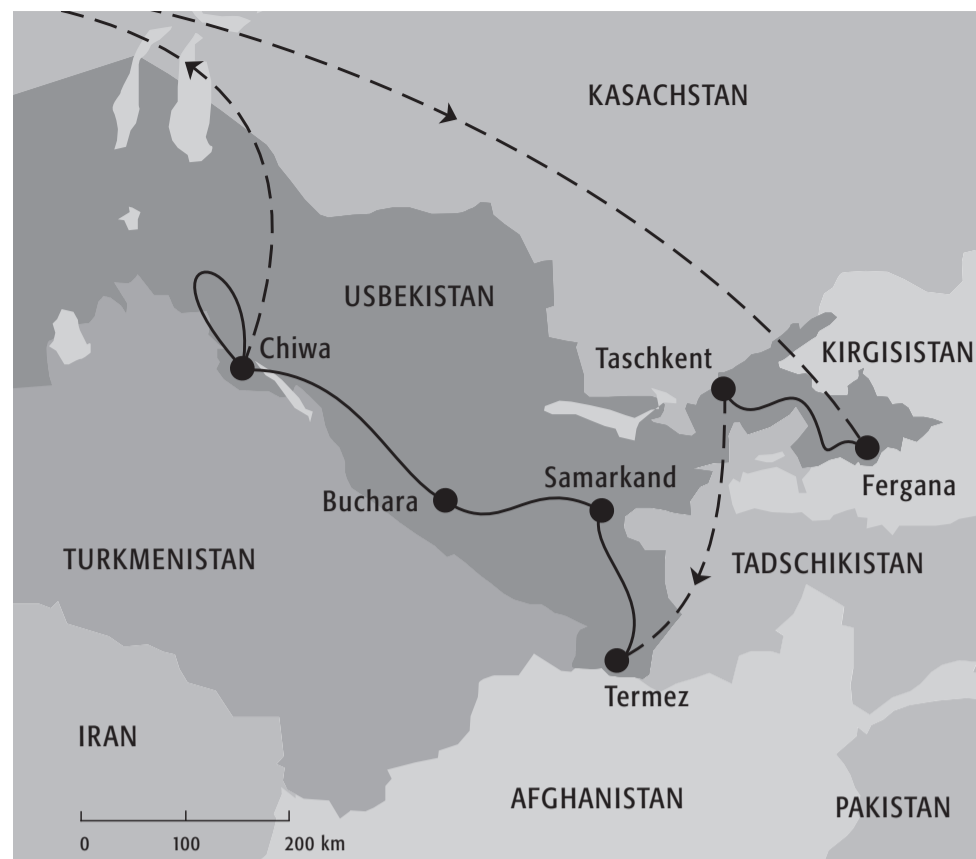 KASACHSTAN
USBEKISTAN
Chiwa
Taschkent
KIRGISISTAN
Samarkand
Fergana
Buchara
TURKMENISTAN
TADSCHIKISTAN
Termez
IRAN
AFGHANISTAN
PAKISTAN
0 100 200 km